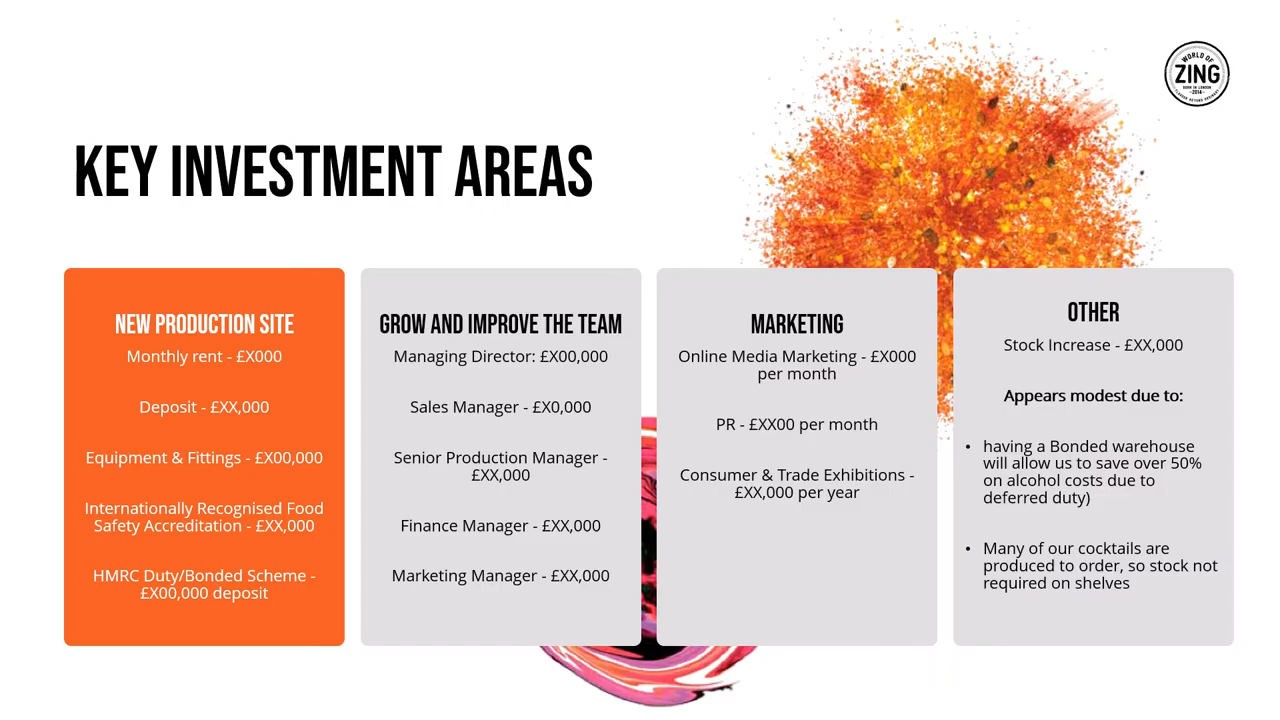 WORLD OF
ZING
BORN IN LONDON
-2014-
KEY INVESTMENT AREAS
NEW PRODUCTION SITE
Monthly rent - £X000
Deposit - £XX,000
Equipment & Fittings - £X00,000
Internationally Recognised Food
Safety Accreditation - £XX,000
HMRC Duty/Bonded Scheme -
£X00,000 deposit
GROW AND IMPROVE THE TEAM
Managing Director: £X00,000
Sales Manager - £X0,000
Senior Production Manager -
£XX,000
Finance Manager - £XX,000
Marketing Manager - £XX,000
MARKETING
Online Media Marketing - £X000
per month
PR - £XX00 per month
Consumer & Trade Exhibitions -
£XX,000 per year
OTHER
Stock Increase - £XX,000
Appears modest due to:
• having a Bonded warehouse
will allow us to save over 50%
on alcohol costs due to
deferred duty)
• Many of our cocktails are
produced to order, so stock not
required on shelves